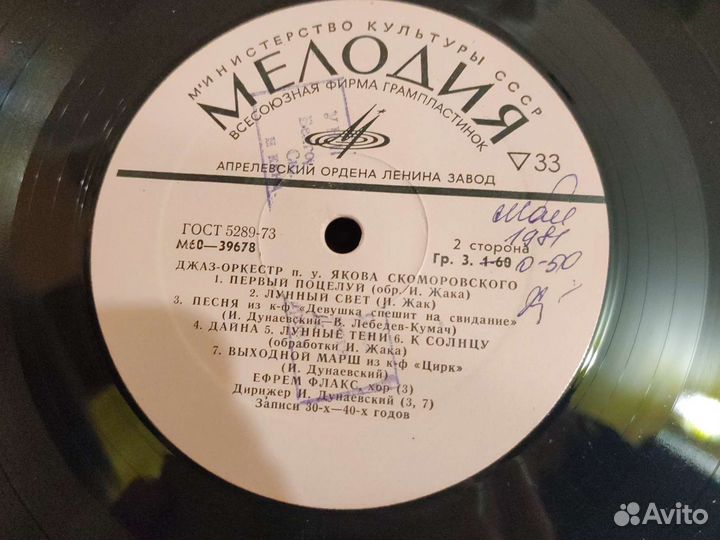 МИНИСТЕРСТВО КУЛЬТУРЫ СССР
МЕЛОДИЯ
ВСЕСОЮЗНАЯ ФИРМА ГРАМПЛАСТИНОК
33
АПРЕЛЕВСКИЙ ОРДЕНА ЛЕНИНА ЗАВОД
май
1981
0-50
ГОСТ 5289-73
М60—39678
2 сторона
Гр. 3. 1-60
ДЖАЗ-ОРКЕСТР п. у. ЯКОВА СКОМОРОВСКОГО
1. ПЕРВЫЙ ПОЦЕЛУЙ (обр. И. Жака)
2. ЛУННЫЙ СВЕТ (И. Жак)
3. ПЕСНЯ из к-ф «Девушка спешит на свидание»
(И. Дунаевский—В. Лебедев-Кумач)
4. ДАЙНА 5. ЛУННЫЕ ТЕНИ 6. К СОЛНЦУ
(обработки И. Жака)
7. ВЫХОДНОЙ МАРШ из к-ф «Цирк»
(И. Дунаевский)
ЕФРЕМ ФЛАКС, хор (3)
Дирижер И. Дунаевский (3, 7)
Записи 30-х—40-х годов
Avito